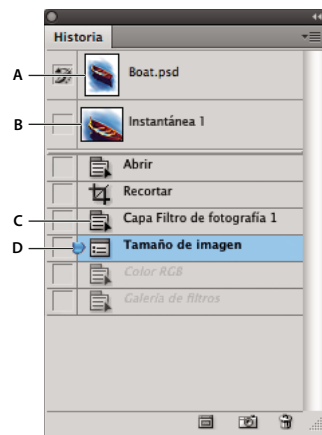 Historia
A
Boat.psd
B
Instantánea 1
Abrir
Recortar
C
Capa Filtro de fotografía 1
D
Tamaño de imagen
Color RGB
Galería de filtros